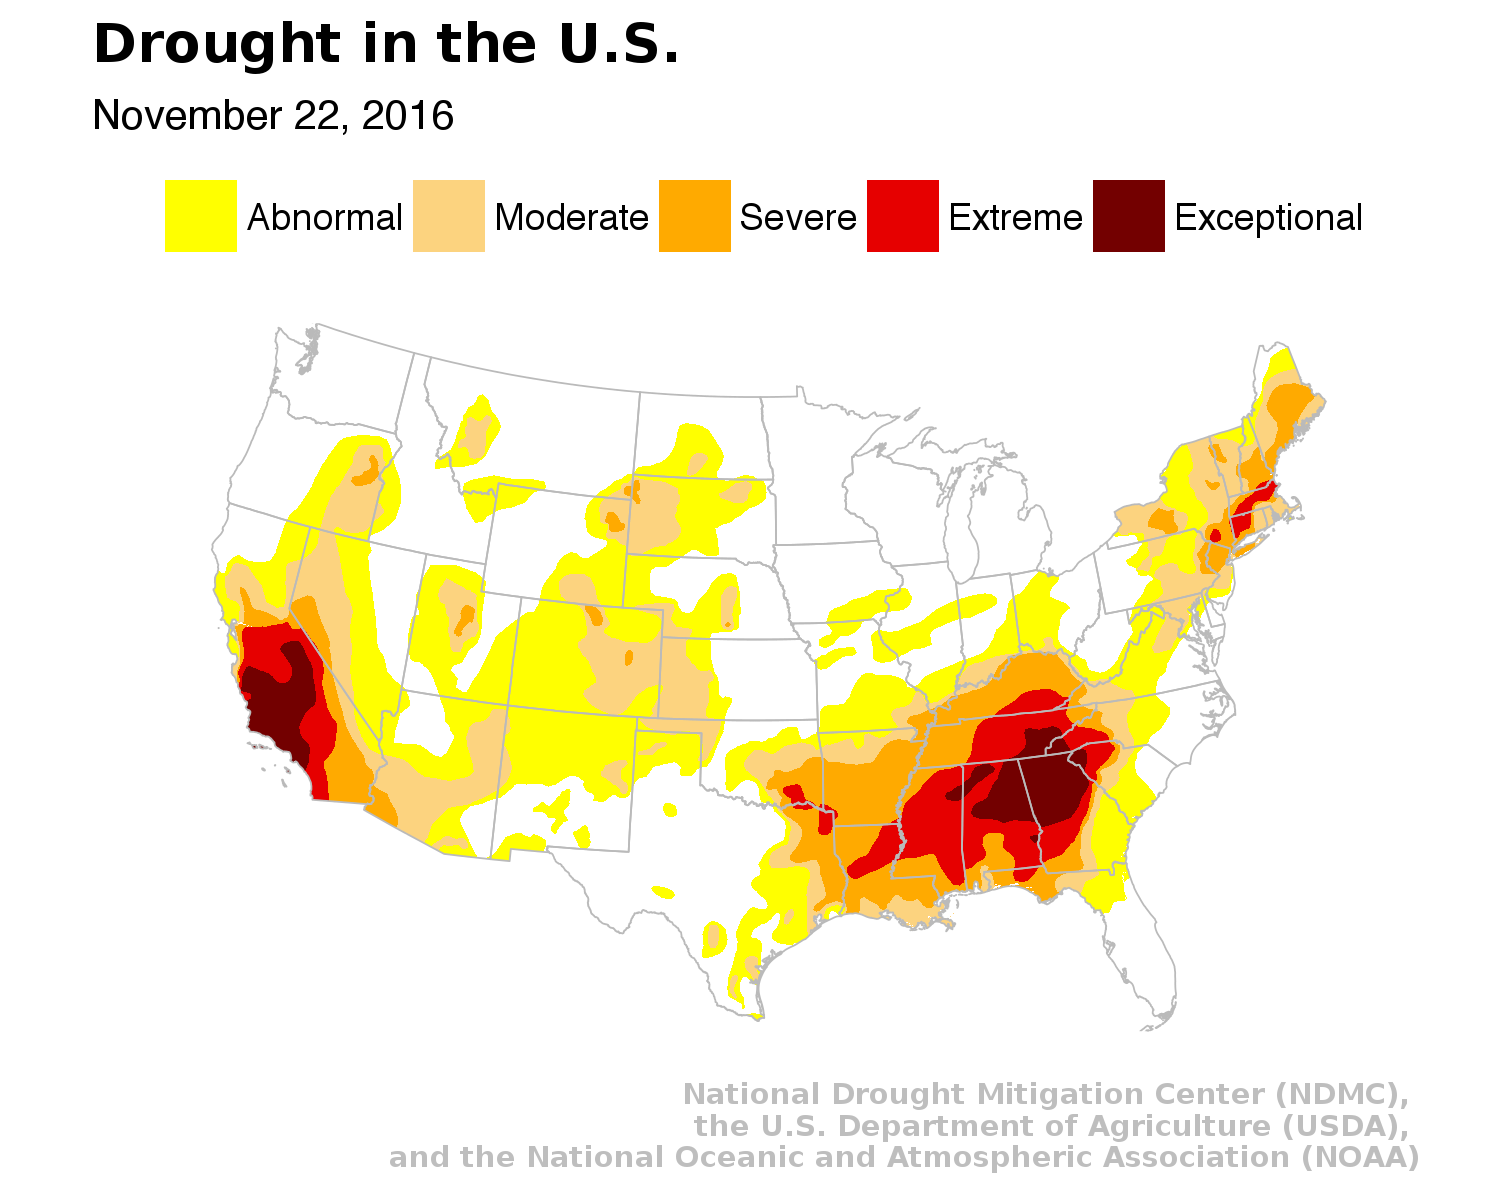 Drought in the U.S.
November 22, 2016
Abnormal Moderate Severe Extreme Exceptional
National Drought Mitigation Center (NDMC),
the U.S. Department of Agriculture (USDA),
and the National Oceanic and Atmospheric Association (NOAA)